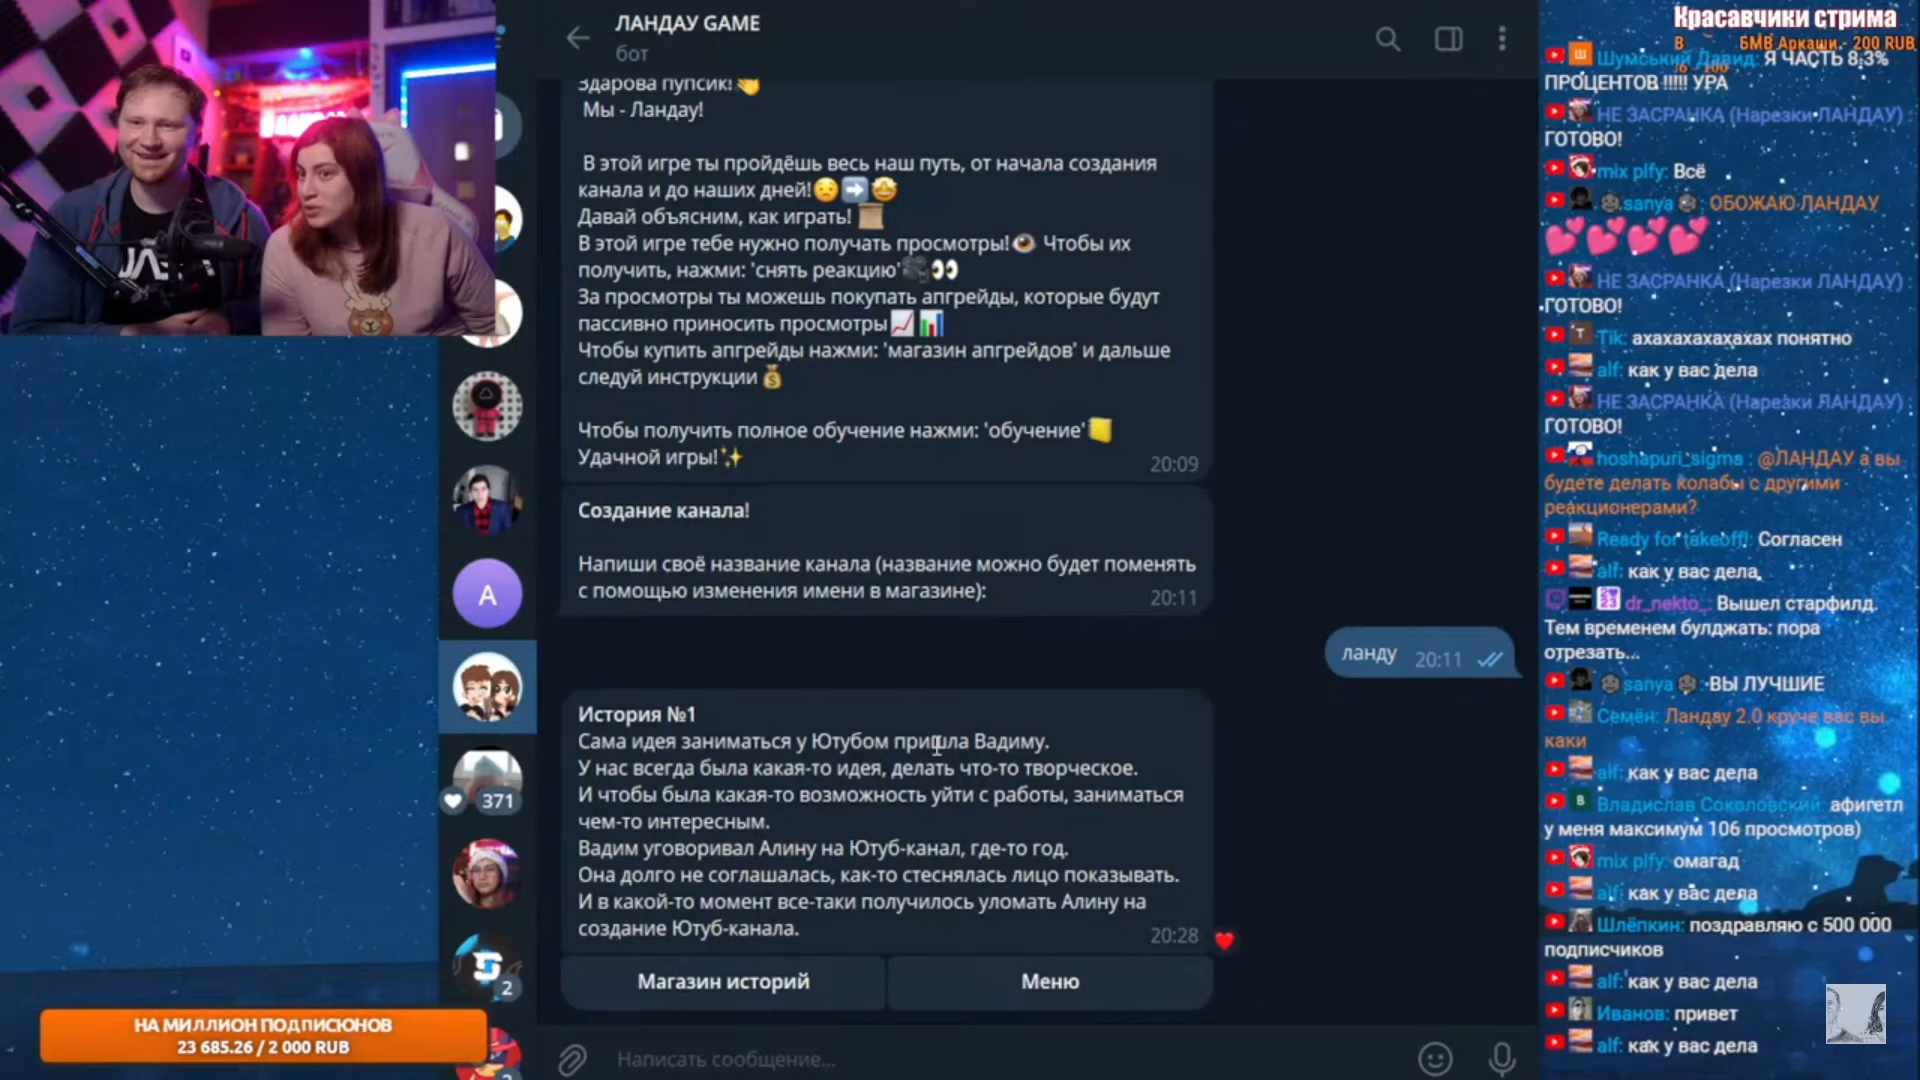 ЛАНДАУ GAME
бот
Здарова пупсик!
Мы - Ландау!
В этой игре ты пройдёшь весь наш путь, от начала создания
канала и до наших дней!
Давай объясним, как играть!
В этой игре тебе нужно получать просмотры! Чтобы их
получить, нажми: 'снять реакцию'
За просмотры ты можешь покупать апгрейды, которые будут
пассивно приносить просмотры
Чтобы купить апгрейды нажми: 'магазин апгрейдов' и дальше
следуй инструкции
Чтобы получить полное обучение нажми: 'обучение'
Удачной игры!
20:09
Создание канала!
Напиши своё название канала (название можно будет поменять
с помощью изменения имени в магазине):
20:11
ланду 20:11
История №1
Сама идея заниматься у Ютубом пришла Вадиму.
У нас всегда была какая-то идея, делать что-то творческое.
И чтобы была какая-то возможность уйти с работы, заниматься
чем-то интересным.
Вадим уговоривал Алину на Ютуб-канал, где-то год.
Она долго не соглашалась, как-то стеснялась лицо показывать.
И в какой-то момент все-таки получилось уломать Алину на
создание Ютуб-канала.
20:28
Магазин историй
Меню
Написать сообщение...
А
371
2
НА МИЛЛИОН ПОДПИСЮНОВ
23 685.26 / 2 000 RUB
Красавчики стрима
БМВ Аркаши - 200 RUB
Шумський Давид: Я ЧАСТЬ 8,3%
ПРОЦЕНТОВ !!!!! УРА
НЕ ЗАСРАНКА (Нарезки ЛАНДАУ) :
ГОТОВО!
mix plfy: Всё
sanya : ОБОЖАЮ ЛАНДАУ
НЕ ЗАСРАНКА (Нарезки ЛАНДАУ) :
ГОТОВО!
Tik: ахахахахахахах понятно
alf: как у вас дела
НЕ ЗАСРАНКА (Нарезки ЛАНДАУ) :
ГОТОВО!
hoshapuri_sigma : @ЛАНДАУ а вы
будете делать колабы с другими
реакционерами?
Ready for takeoff!: Согласен
alf: как у вас дела
dr_nekto_: Вышел старфилд.
Тем временем булджать: пора
отрезать...
sanya : ВЫ ЛУЧШИЕ
Семён: Ландау 2.0 круче вас вы
каки
alf: как у вас дела
Владислав Соколовский: афигетл
у меня максимум 106 просмотров)
mix plfy: омагад
alf: как у вас дела
Шлёпкин: поздравляю с 500 000
подписчиков
alf: как у вас дела
Иванов: привет
alf: как у вас дела